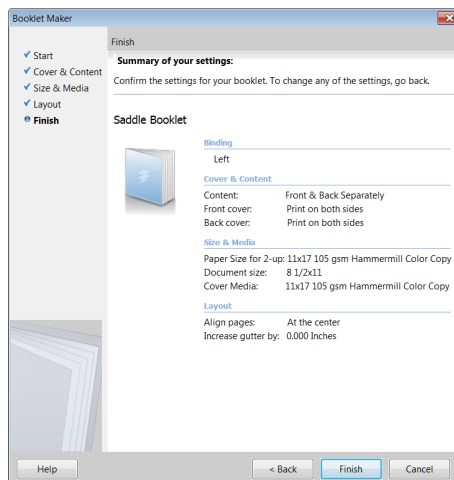 Booklet Maker
Start
Cover & Content
Size & Media
Layout
Finish
Finish
Summary of your settings:
Confirm the settings for your booklet. To change any of the settings, go back.
Saddle Booklet
Binding
Left
Cover & Content
Content: Front & Back Separately
Front cover: Print on both sides
Back cover: Print on both sides
Size & Media
Paper Size for 2-up: 11x17 105 gsm Hammermill Color Copy
Document size: 8 1/2x11
Cover Media: 11x17 105 gsm Hammermill Color Copy
Layout
Align pages: At the center
Increase gutter by: 0.000 Inches
Help
< Back
Finish
Cancel